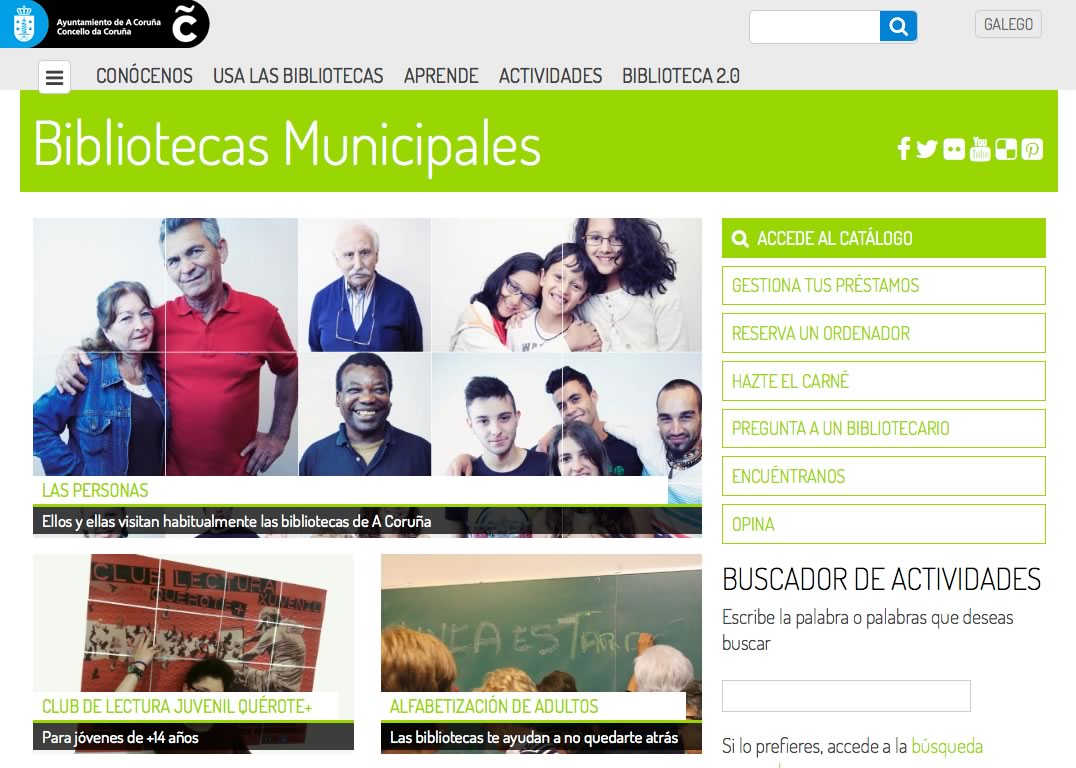 Ayuntamiento de A Coruña
Concello da Coruña
GALEGO
CONÓCENOS USA LAS BIBLIOTECAS APRENDE ACTIVIDADES BIBLIOTECA 2.0
Bibliotecas Municipales
You
Tube
ACCEDE AL CATÁLOGO
GESTIONA TUS PRÉSTAMOS
RESERVA UN ORDENADOR
HAZTE EL CARNÉ
PREGUNTA A UN BIBLIOTECARIO
ENCUÉNTRANOS
OPINA
LAS PERSONAS
Ellos y ellas visitan habitualmente las bibliotecas de A Coruña
CLUB LECTURA
QUEROTE+ XUVENIL
CLUB DE LECTURA JUVENIL QUÉROTE+
Para jóvenes de +14 años
ALFABETIZACIÓN DE ADULTOS
Las bibliotecas te ayudan a no quedarte atrás
BUSCADOR DE ACTIVIDADES
Escribe la palabra o palabras que deseas
buscar
Si lo prefieres, accede a la búsqueda